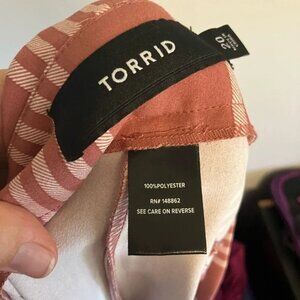 TORRID
20
100%POLYESTER
RN# 148862
SEE CARE ON REVERSE